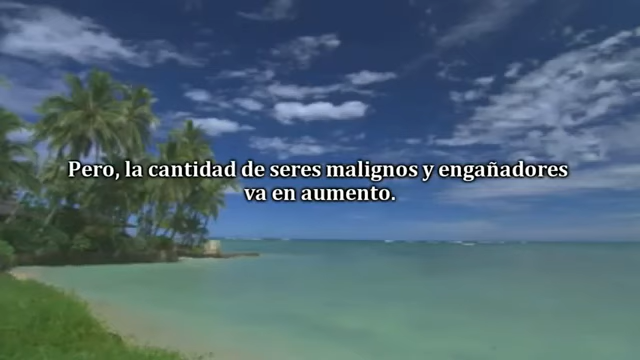 Pero, la cantidad de seres malignos y engañadores
va en aumento.